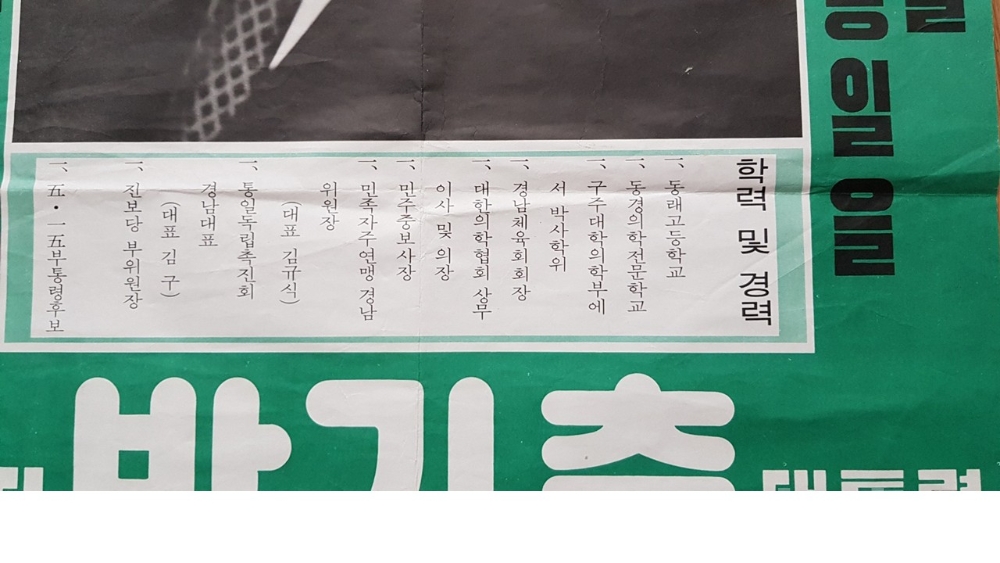 일을
학력 및 경력
一、동래고등학교
一、동경의학전문학교
一、구주대학의학부에
서 박사학위
一、경남체육회회장
一、대한의학협회 상무
이사 및 의장
一、민주중보사장
一、민족자주연맹 경남
위원장
(대표 김규식)
一、통일독립촉진회
경남대표
(대표 김 구)
一、진보당 부위원장
一、五・一五부통령후보
박기출 대통령